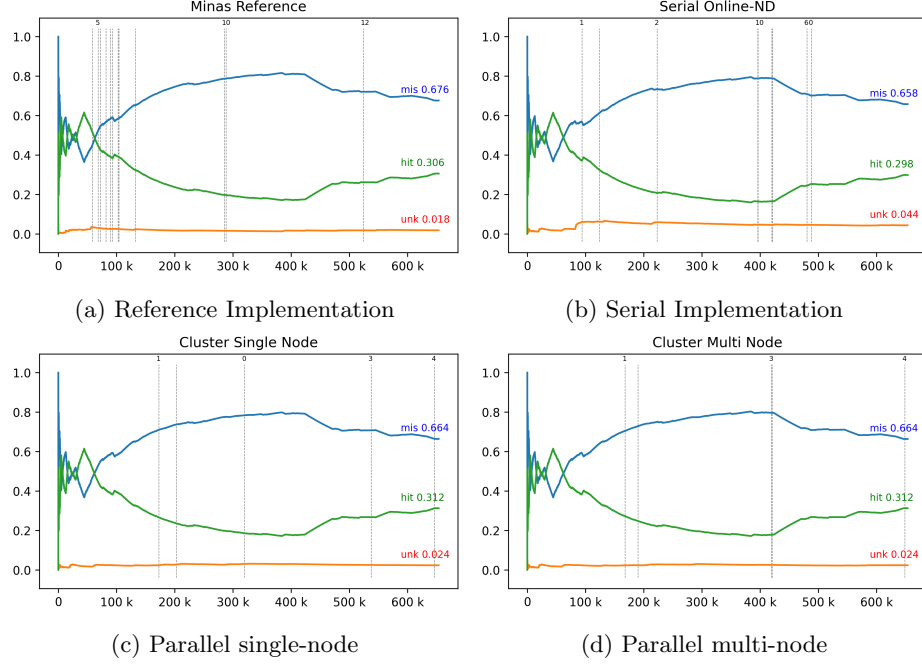 Minas Reference
5 10 12
1.0
0.8
0.6
0.4
0.2
0.0
mis 0.676
hit 0.306
unk 0.018
0 100 k 200 k 300 k 400 k 500 k 600 k
(a) Reference Implementation
Serial Online-ND
1 2 10 60
1.0
0.8
0.6
0.4
0.2
0.0
mis 0.658
hit 0.298
unk 0.044
0 100 k 200 k 300 k 400 k 500 k 600 k
(b) Serial Implementation
Cluster Single Node
1 0 3 4
1.0
0.8
0.6
0.4
0.2
0.0
mis 0.664
hit 0.312
unk 0.024
0 100 k 200 k 300 k 400 k 500 k 600 k
(c) Parallel single-node
Cluster Multi Node
1 3 4
1.0
0.8
0.6
0.4
0.2
0.0
mis 0.664
hit 0.312
unk 0.024
0 100 k 200 k 300 k 400 k 500 k 600 k
(d) Parallel multi-node